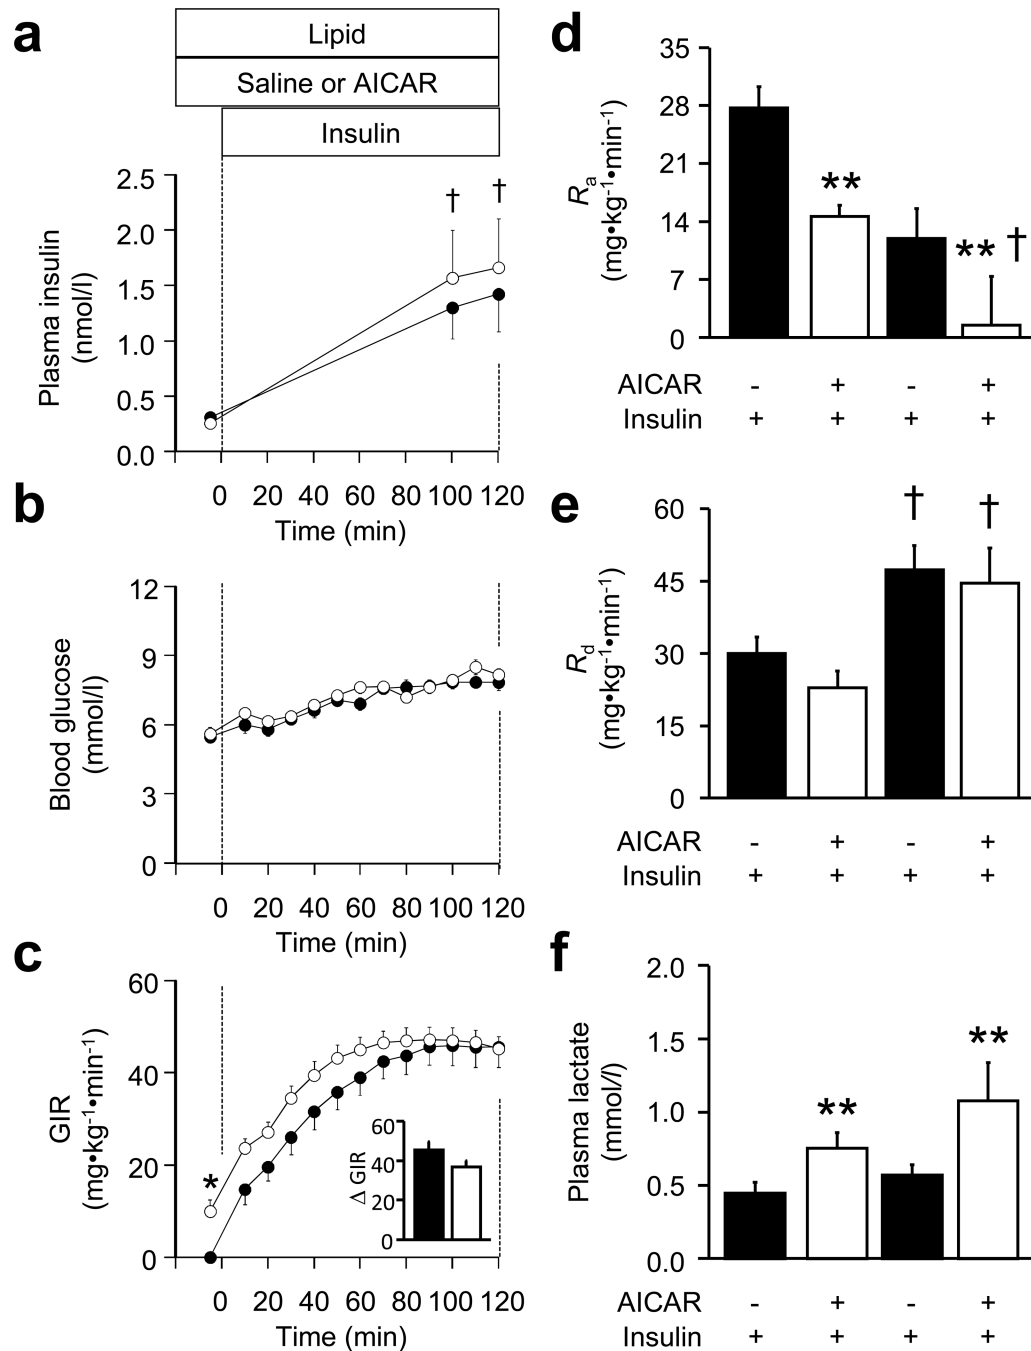 a
Lipid
Saline or AICAR
Insulin
2.5
2.0
1.5
1.0
0.5
0.0
Plasma insulin
(nmol/l)
† †
0 20 40 60 80 100 120
Time (min)
b
12
9
6
3
0
Blood glucose
(mmol/l)
0 20 40 60 80 100 120
Time (min)
c
60
40
20
0
GIR
(mg•kg⁻¹•min⁻¹)
*
60
40
20
0
Δ GIR
0 20 40 60 80 100 120
Time (min)
d
35
28
21
14
7
0
Rₐ
(mg•kg⁻¹•min⁻¹)
**
** †
AICAR - + - +
Insulin + + + +
e
60
45
30
15
0
R_d
(mg•kg⁻¹•min⁻¹)
† †
AICAR - + - +
Insulin + + + +
f
2.0
1.5
1.0
0.5
0.0
Plasma lactate
(mmol/l)
**
**
AICAR - + - +
Insulin + + + +